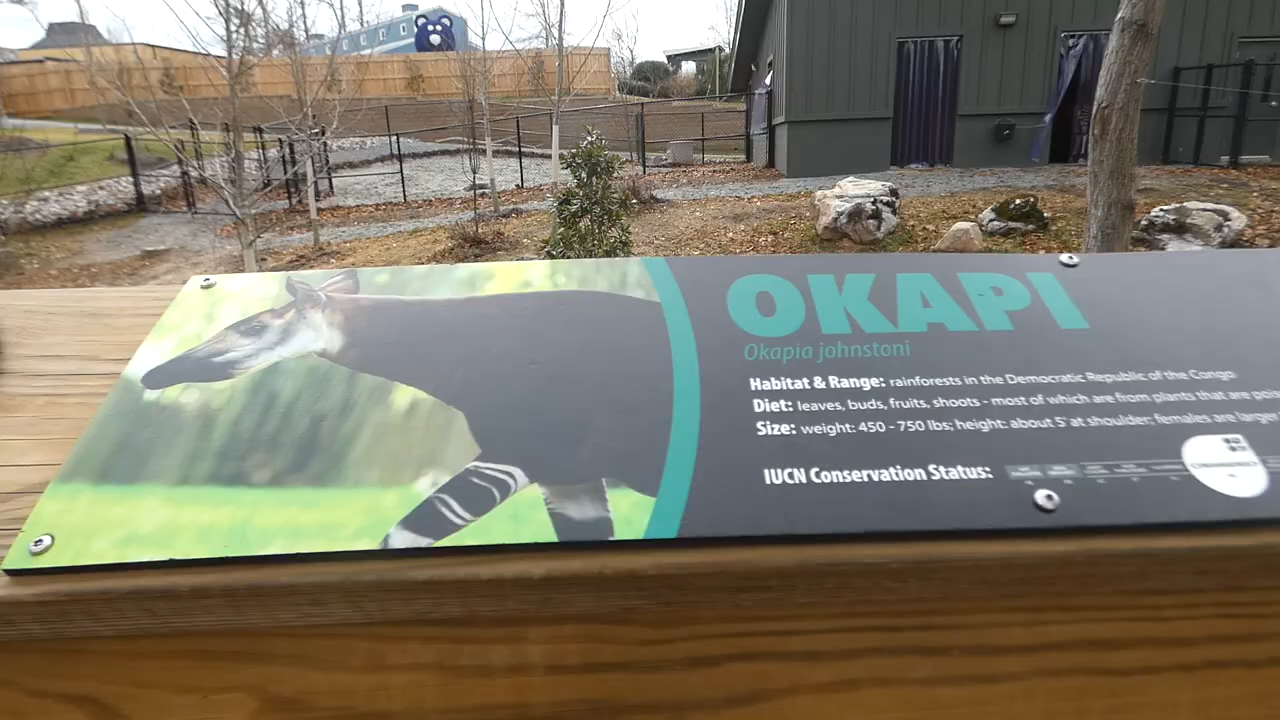 OKAPI
Okapia johnstoni
Habitat & Range: rainforests in the Democratic Republic of the Congo
Diet: leaves, buds, fruits, shoots - most of which are from plants that are
Size: weight: 450 - 750 lbs; height: about 5' at shoulder; females are larger
IUCN Conservation Status: